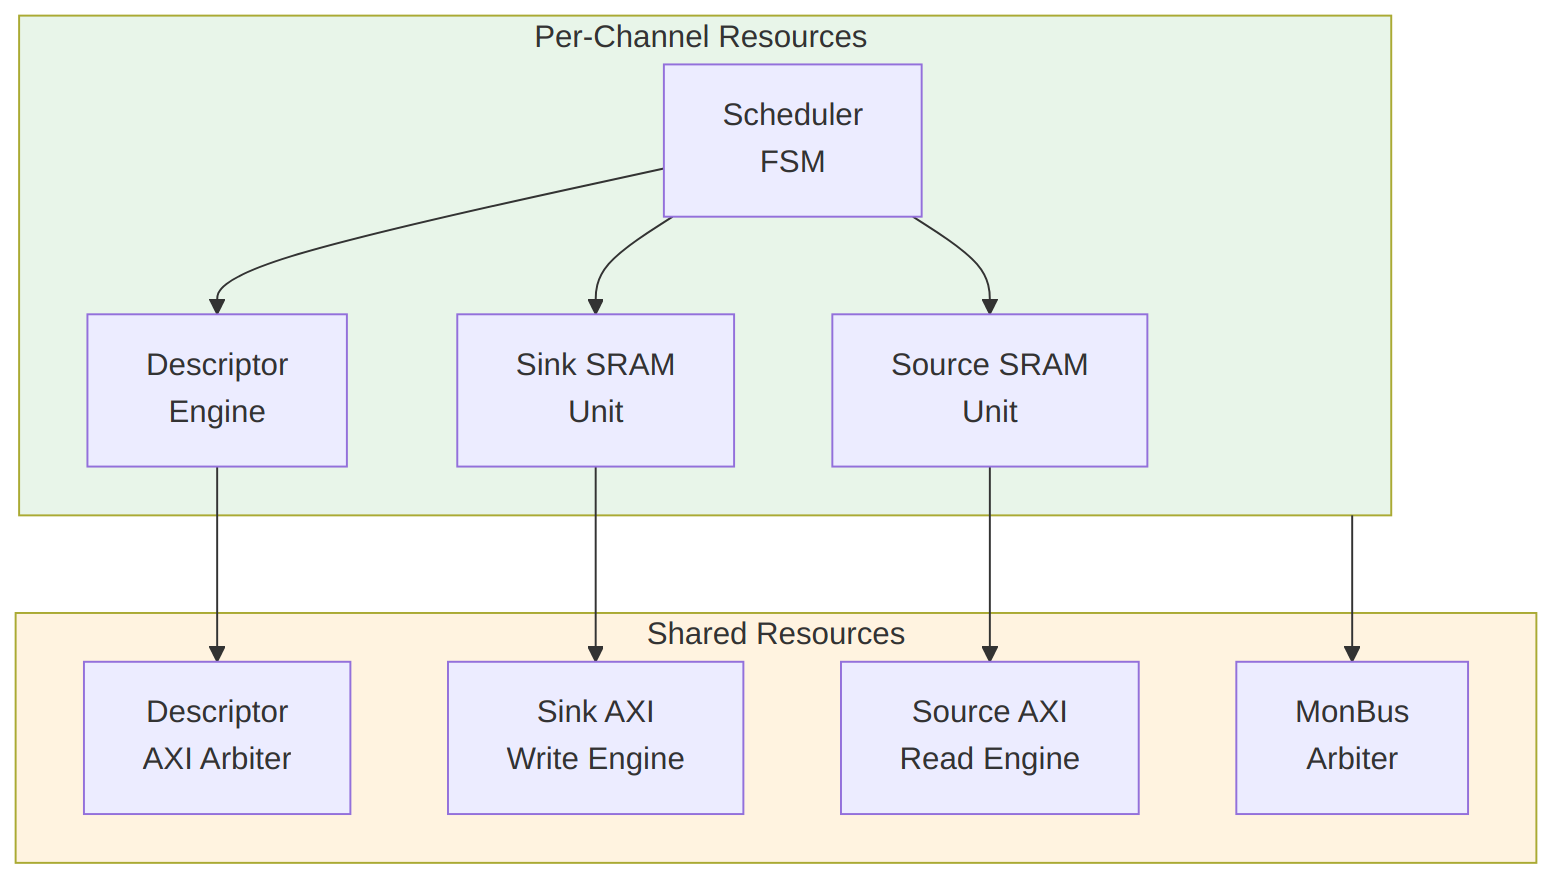 Per-Channel Resources
Scheduler
FSM
Descriptor
Engine
Sink SRAM
Unit
Source SRAM
Unit
Shared Resources
Descriptor
AXI Arbiter
Sink AXI
Write Engine
Source AXI
Read Engine
MonBus
Arbiter